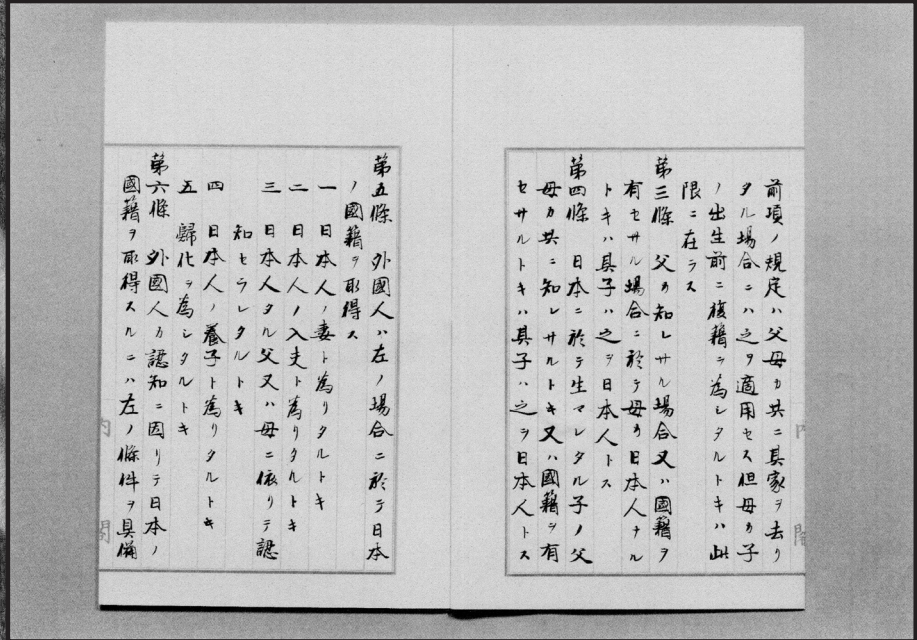 前項ノ規定ハ父母カ共ニ其家ヲ去リ
タル場合ニハ之ヲ適用セス但母カ子
ノ出生前ニ復籍ヲ為シタルトキハ此
限ニ在ラス
第三條 父カ知レサル場合又ハ國籍ヲ
有セサル場合ニ於テ母カ日本人ナル
トキハ其子ハ之ヲ日本人トス
第四條 日本ニ於テ生マレタル子ノ父
母カ共ニ知レサルトキ又ハ國籍ヲ有
セサルトキハ其子ハ之ヲ日本人トス
内閣
第五條 外國人ハ左ノ場合ニ於テ日本
ノ國籍ヲ取得ス
一 日本人ノ妻ト為リタルトキ
二 日本人ノ入夫ト為リタルトキ
三 日本人タル父又ハ母ニ依リテ認
知セラレタルトキ
四 日本人ノ養子ト為リタルトキ
五 歸化ヲ為シタルトキ
第六條 外國人カ認知ニ因リテ日本ノ
國籍ヲ取得スルニハ左ノ條件ヲ具備
内閣